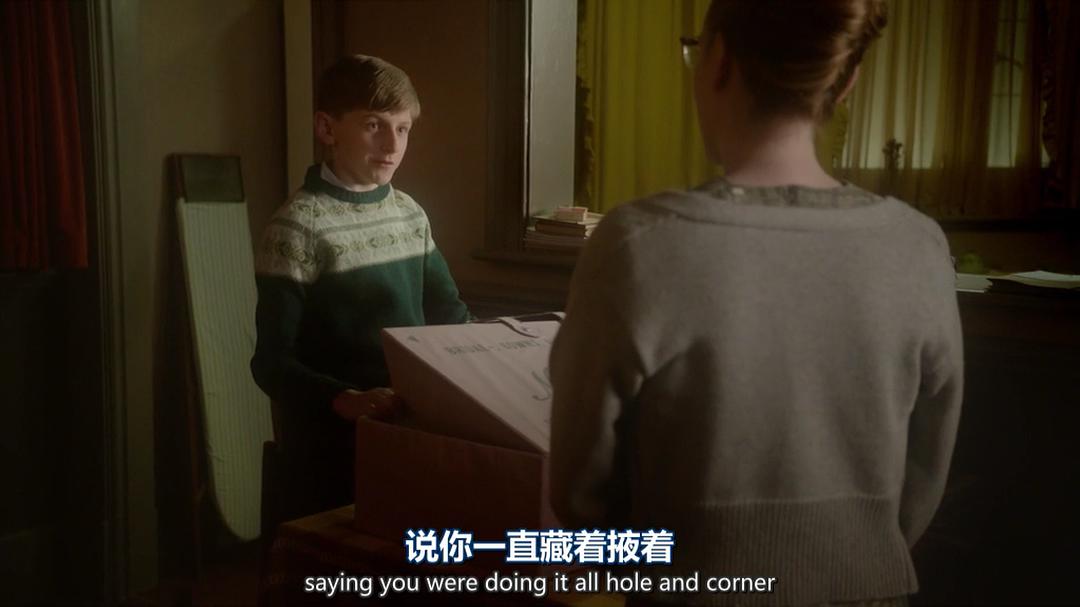 说你一直藏着掖着
saying you were doing it all hole and corner